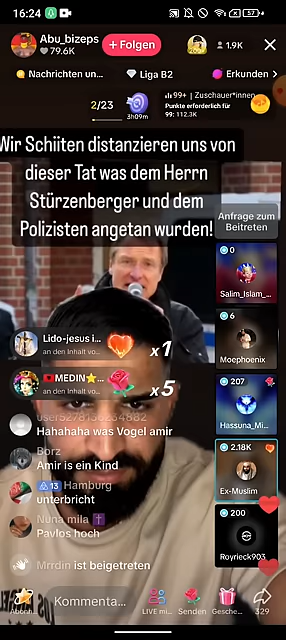 16:24
57
Abu_bizeps
79.6K
+ Folgen
1.9K
Nachrichten un...
Liga B2
Erkunden
2/23
3h09m
99+ | Zuschauer*innen
Punkte erforderlich für
99: 112.3K
Wir Schiiten distanzieren uns von
dieser Tat was dem Herrn
Stürzenberger und dem
Polizisten angetan wurden!
Anfrage zum
Beitreten
0
Salim_Islam_...
6
Moephoenix
207
Hassuna_Mi...
2.18K
Ex-Muslim
200
Royrieck903
Lido-jesus i...
an den Inhalt vo...
x1
MEDIN
an den Inhalt vo...
x5
Hahahaha was Vogel amir
Borz
Amir is ein Kind
13 Hamburg
unterbricht
Nuna mila
Pavlos hoch
Mrrdin ist beigetreten
Abonn...
Kommenta...
LIVE mi...
Senden
Gesche...
329